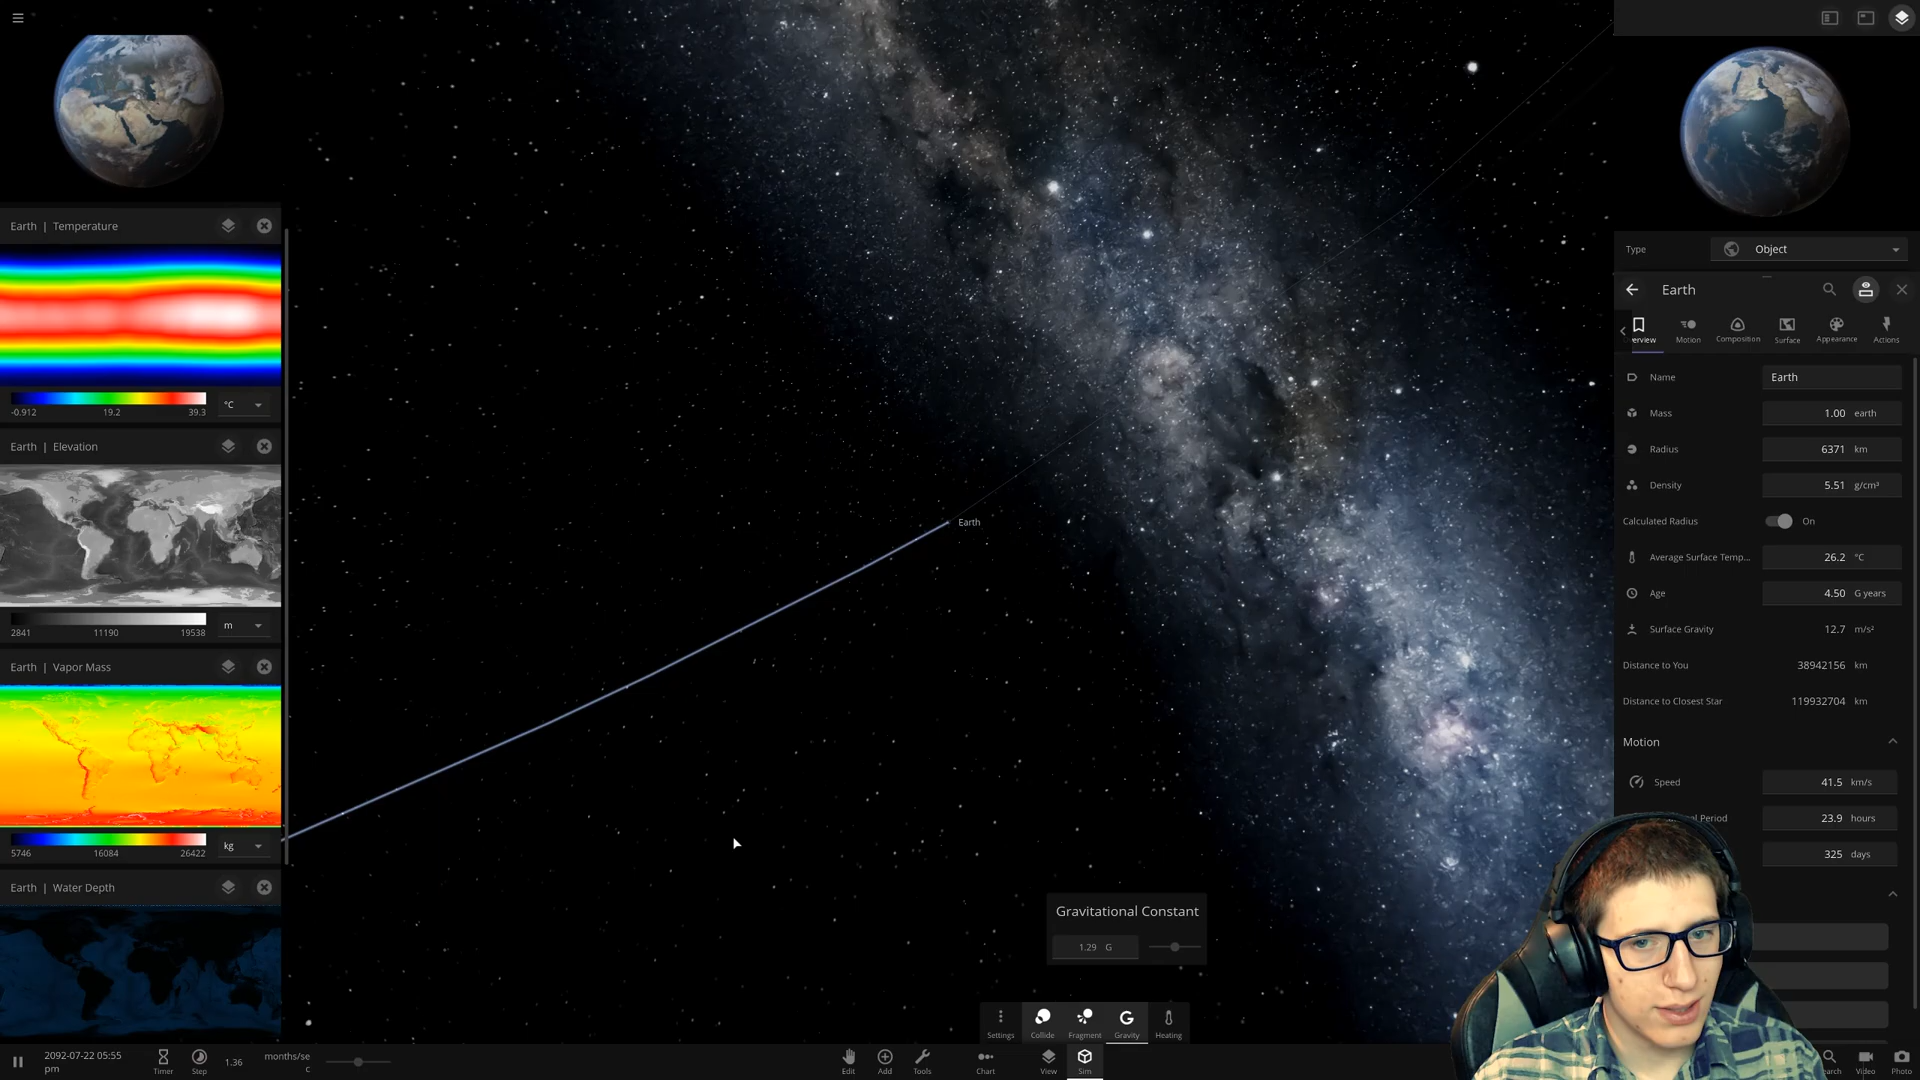 Earth | Temperature
-0.912 19.2 39.3 °C
Earth | Elevation
2841 11190 19538 m
Earth | Vapor Mass
5746 16084 26422 kg
Earth | Water Depth
Earth
Gravitational Constant
1.29 G
Settings Collide Fragment Gravity Heating
2092-07-22 05:55 pm
Timer Step 1.36 months/sec
Edit Add Tools Chart View Sim
Type Object
Earth
verview Motion Composition Surface Appearance Actions
Name Earth
Mass 1.00 earth
Radius 6371 km
Density 5.51 g/cm³
Calculated Radius On
Average Surface Temp... 26.2 °C
Age 4.50 G years
Surface Gravity 12.7 m/s²
Distance to You 38942156 km
Distance to Closest Star 119932704 km
Motion
Speed 41.5 km/s
al Period 23.9 hours
325 days
earch Video Photo